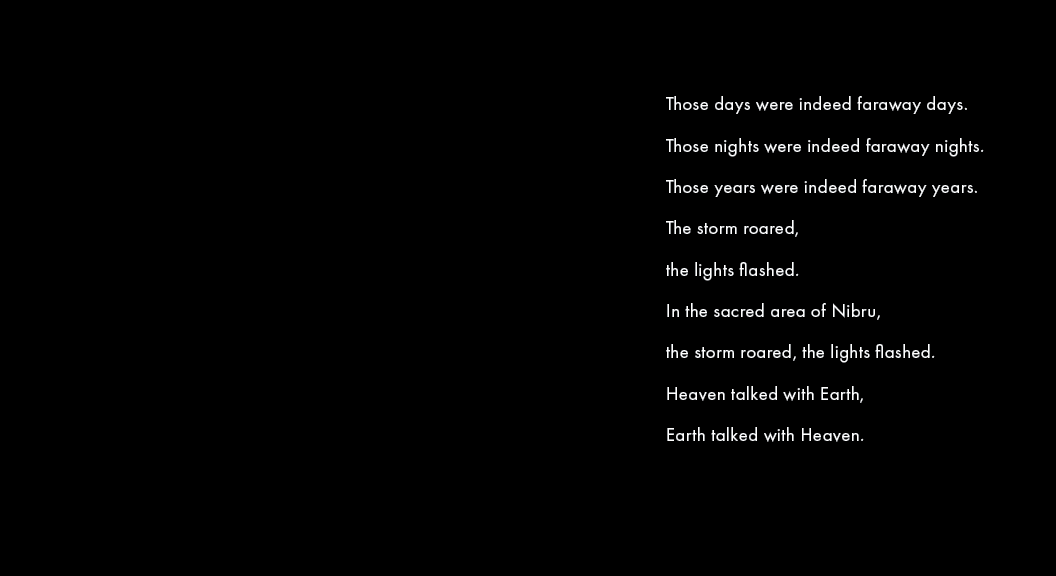 Those days were indeed faraway days.
Those nights were indeed faraway nights.
Those years were indeed faraway years.
The storm roared,
the lights flashed.
In the sacred area of Nibru,
the storm roared, the lights flashed.
Heaven talked with Earth,
Earth talked with Heaven.